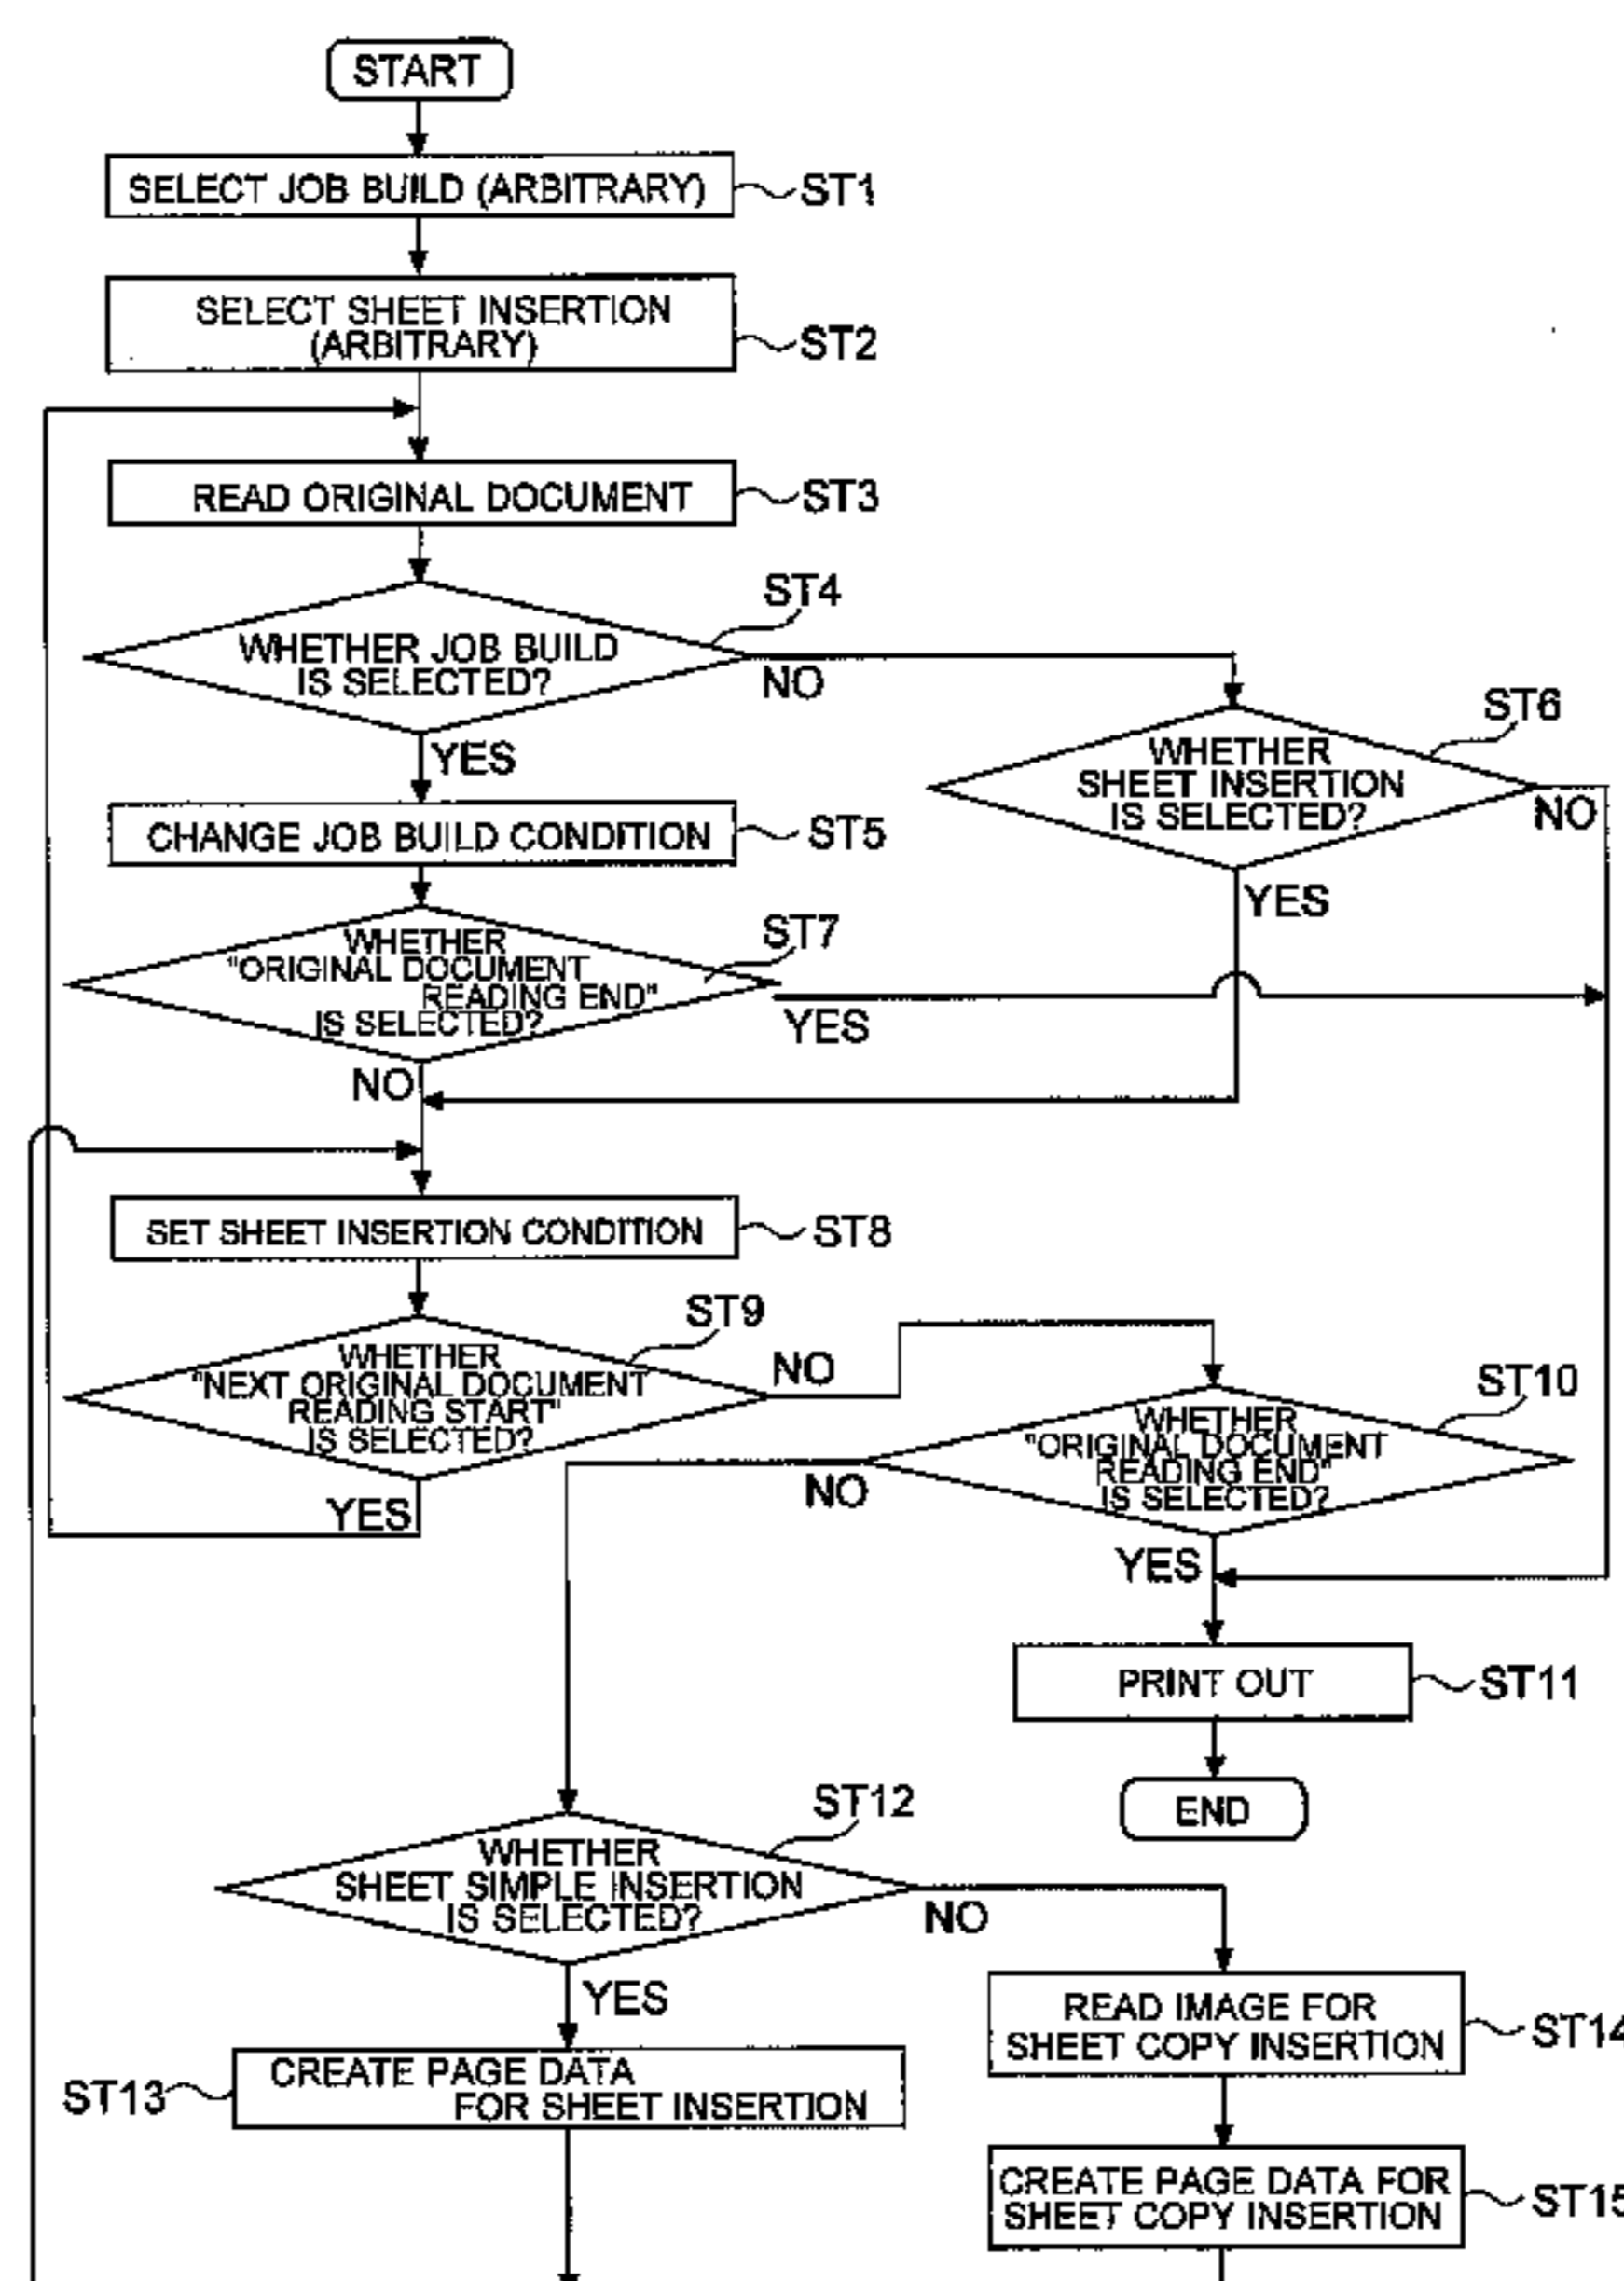 START
SELECT JOB BUILD (ARBITRARY)
ST1
SELECT SHEET INSERTION
(ARBITRARY)
ST2
READ ORIGINAL DOCUMENT
ST3
ST4
WHETHER JOB BUILD
IS SELECTED?
NO
YES
ST6
WHETHER
SHEET INSERTION
IS SELECTED?
NO
YES
CHANGE JOB BUILD CONDITION
ST5
ST7
WHETHER
"ORIGINAL DOCUMENT
READING END"
IS SELECTED?
YES
NO
SET SHEET INSERTION CONDITION
ST8
ST9
WHETHER
"NEXT ORIGINAL DOCUMENT
READING START"
IS SELECTED?
NO
YES
ST10
WHETHER
"ORIGINAL DOCUMENT
READING END"
IS SELECTED?
NO
YES
PRINT OUT
ST11
END
ST12
WHETHER
SHEET SIMPLE INSERTION
IS SELECTED?
NO
YES
READ IMAGE FOR
SHEET COPY INSERTION
ST14
ST13
CREATE PAGE DATA
FOR SHEET INSERTION
CREATE PAGE DATA FOR
SHEET COPY INSERTION
ST15